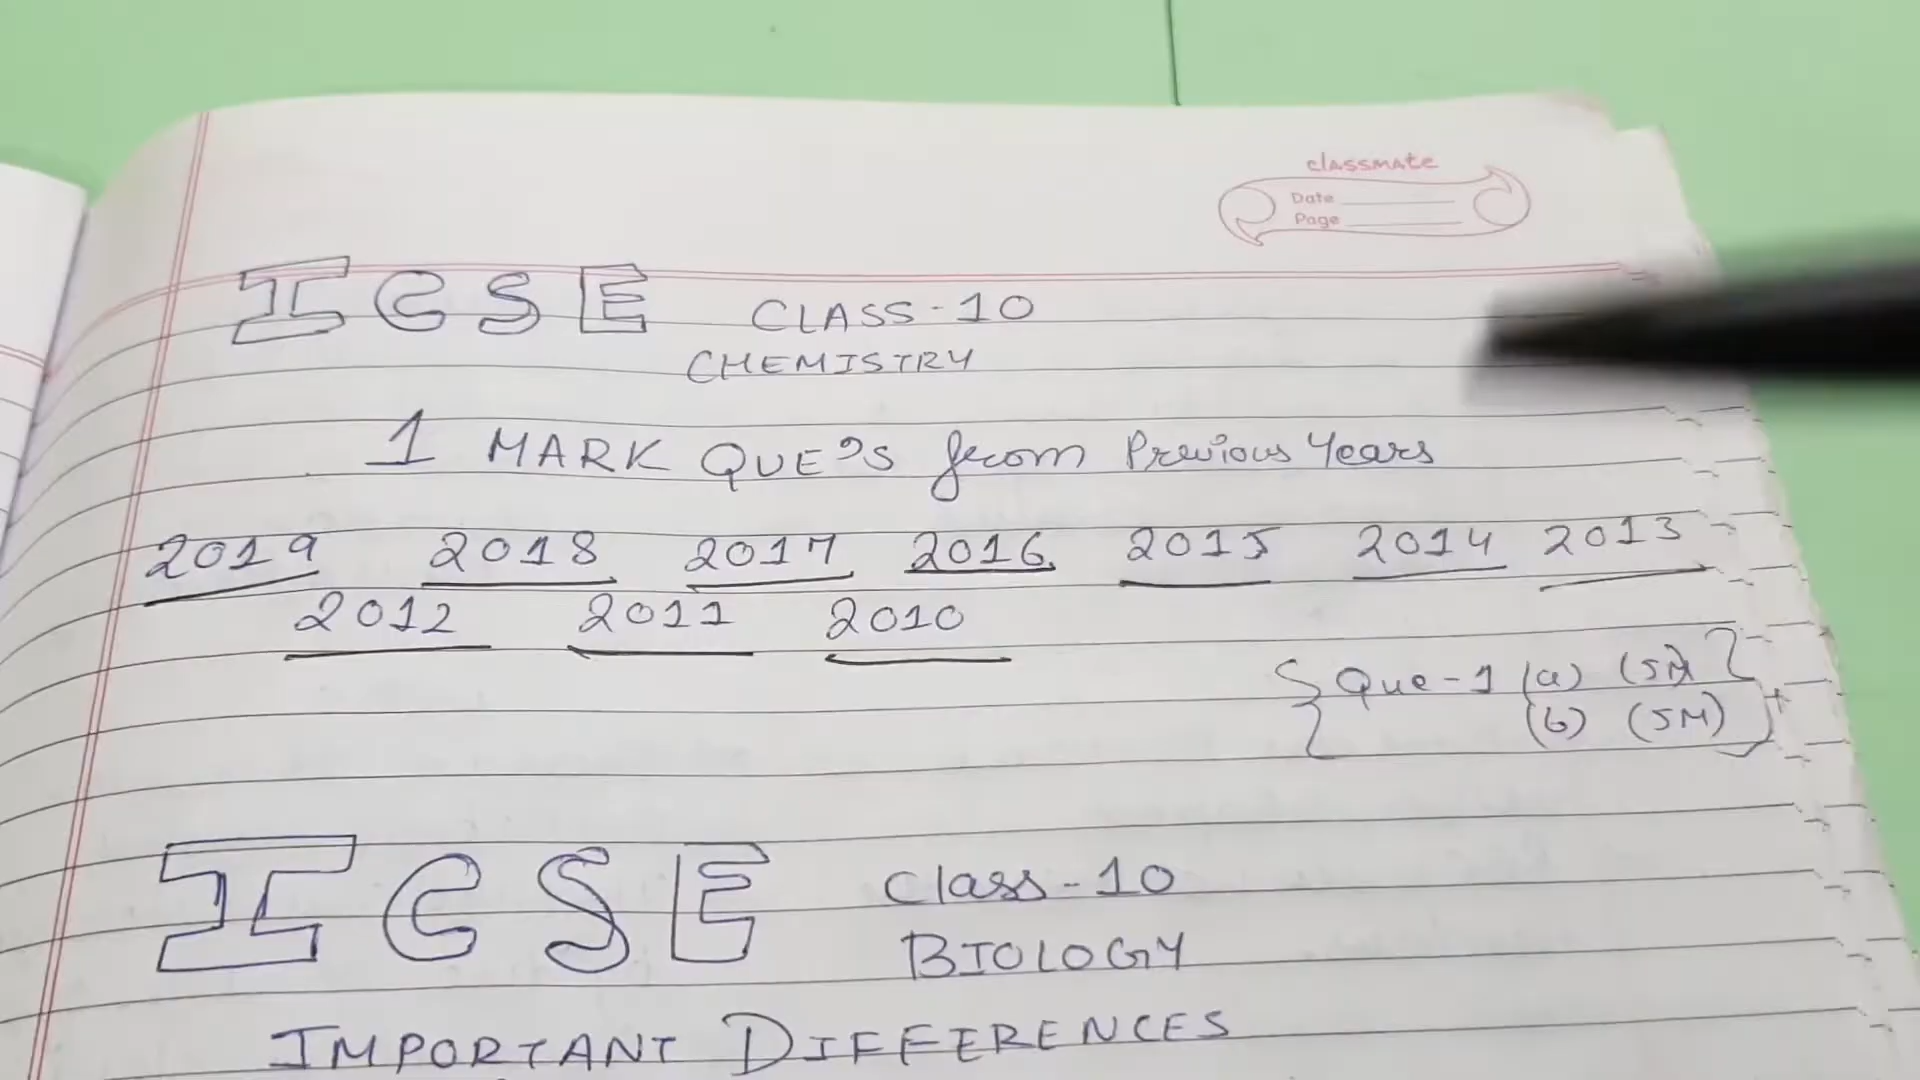 classmate
Date
Page
ICSE CLASS-10
CHEMISTRY
1 MARK QUE'S from Previous Years
2019 2018 2017 2016 2015 2014 2013
2012 2011 2010
{ Que-1 (a) (5M) }
(b) (5M)
ICSE Class-10
BIOLOGY
IMPORTANT DIFFERENCES